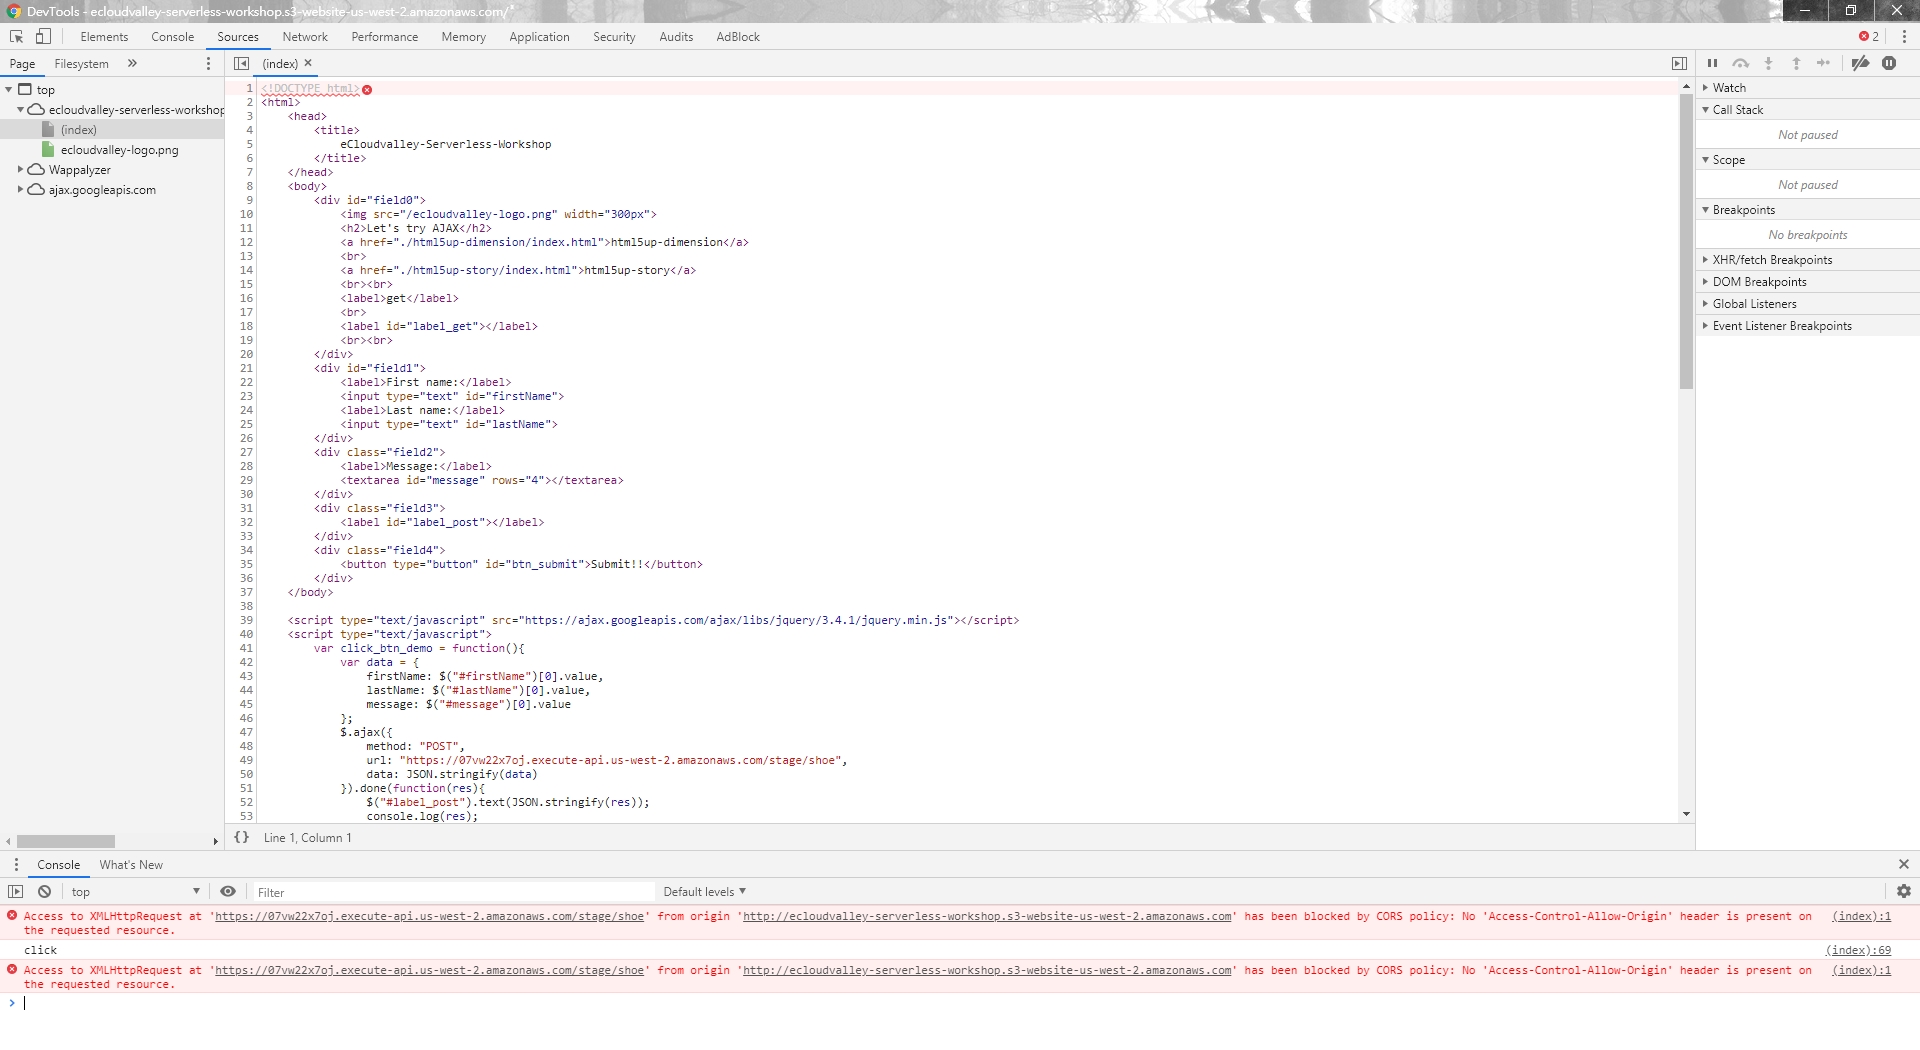 DevTools - ecloudvalley-serverless-workshop.s3-website-us-west-2.amazonaws.com/
Elements Console Sources Network Performance Memory Application Security Audits AdBlock 2
Page Filesystem » (index) ×
top
ecloudvalley-serverless-workshop
(index)
ecloudvalley-logo.png
Wappalyzer
ajax.googleapis.com
1 <!DOCTYPE html>
2 <html>
3 <head>
4 <title>
5 eCloudvalley-Serverless-Workshop
6 </title>
7 </head>
8 <body>
9 <div id="field0">
10 <img src="/ecloudvalley-logo.png" width="300px">
11 <h2>Let's try AJAX</h2>
12 <a href="./html5up-dimension/index.html">html5up-dimension</a>
13 <br>
14 <a href="./html5up-story/index.html">html5up-story</a>
15 <br><br>
16 <label>get</label>
17 <br>
18 <label id="label_get"></label>
19 <br><br>
20 </div>
21 <div id="field1">
22 <label>First name:</label>
23 <input type="text" id="firstName">
24 <label>Last name:</label>
25 <input type="text" id="lastName">
26 </div>
27 <div class="field2">
28 <label>Message:</label>
29 <textarea id="message" rows="4"></textarea>
30 </div>
31 <div class="field3">
32 <label id="label_post"></label>
33 </div>
34 <div class="field4">
35 <button type="button" id="btn_submit">Submit!!</button>
36 </div>
37 </body>
38
39 <script type="text/javascript" src="https://ajax.googleapis.com/ajax/libs/jquery/3.4.1/jquery.min.js"></script>
40 <script type="text/javascript">
41 var click_btn_demo = function(){
42 var data = {
43 firstName: $("#firstName")[0].value,
44 lastName: $("#lastName")[0].value,
45 message: $("#message")[0].value
46 };
47 $.ajax({
48 method: "POST",
49 url: "https://07vw22x7oj.execute-api.us-west-2.amazonaws.com/stage/shoe",
50 data: JSON.stringify(data)
51 }).done(function(res){
52 $("#label_post").text(JSON.stringify(res));
53 console.log(res);
{} Line 1, Column 1
Watch
Call Stack
Not paused
Scope
Not paused
Breakpoints
No breakpoints
XHR/fetch Breakpoints
DOM Breakpoints
Global Listeners
Event Listener Breakpoints
Console What's New
top Filter Default levels
Access to XMLHttpRequest at 'https://07vw22x7oj.execute-api.us-west-2.amazonaws.com/stage/shoe' from origin 'http://ecloudvalley-serverless-workshop.s3-website-us-west-2.amazonaws.com' has been blocked by CORS policy: No 'Access-Control-Allow-Origin' header is present on (index):1
the requested resource.
click (index):69
Access to XMLHttpRequest at 'https://07vw22x7oj.execute-api.us-west-2.amazonaws.com/stage/shoe' from origin 'http://ecloudvalley-serverless-workshop.s3-website-us-west-2.amazonaws.com' has been blocked by CORS policy: No 'Access-Control-Allow-Origin' header is present on (index):1
the requested resource.